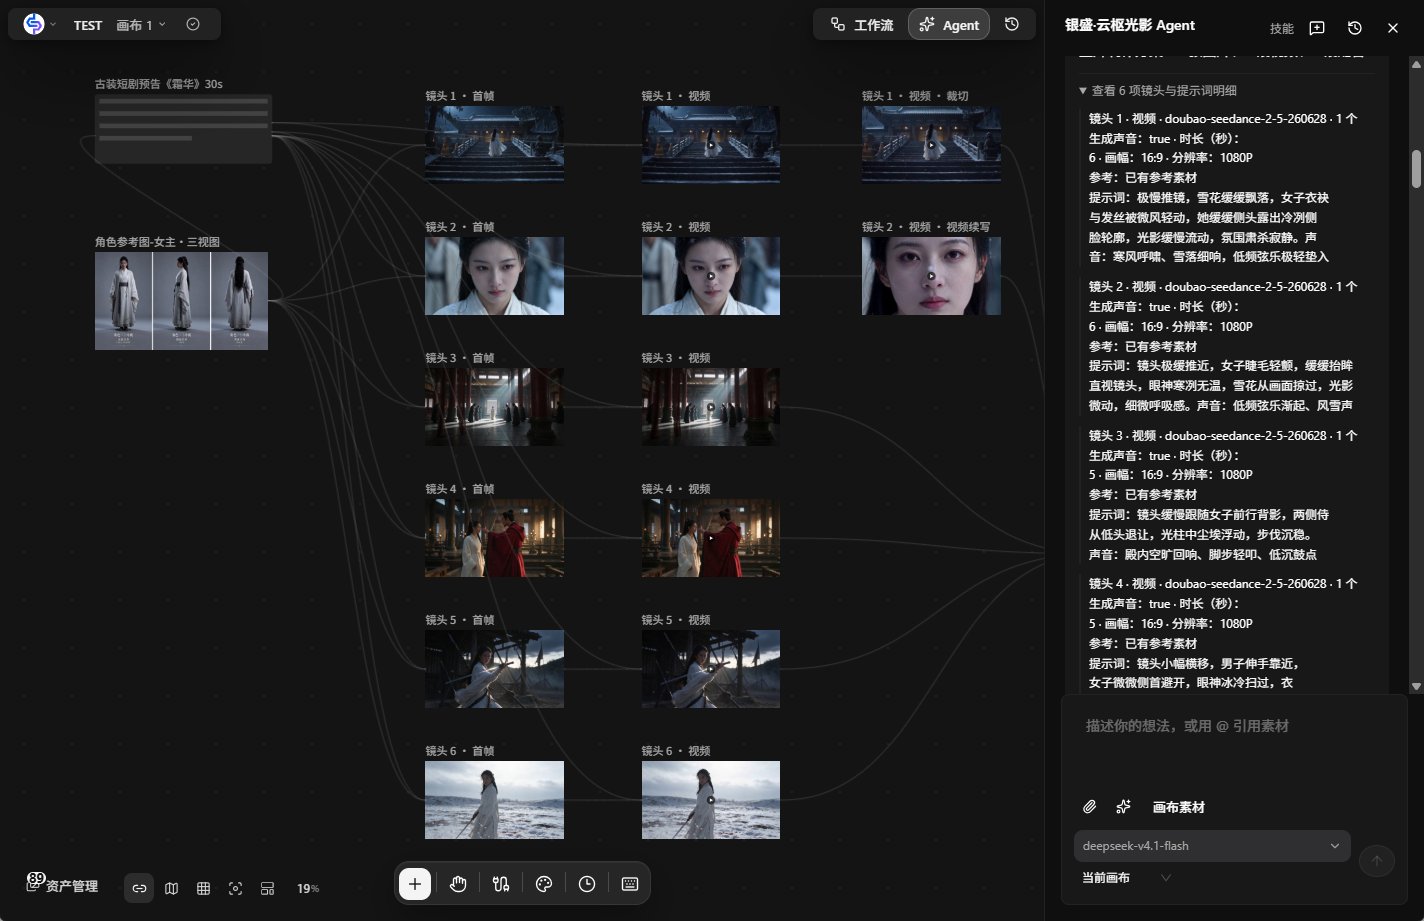 TEST 画布 1
工作流 Agent
银盛·云枢光影 Agent
技能
古装短剧预告《霜华》30s
角色参考图-女主・三视图
镜头 1 ・ 首帧
镜头 1 ・ 视频
镜头 1 ・ 视频 ・ 裁切
镜头 2 ・ 首帧
镜头 2 ・ 视频
镜头 2 ・ 视频 ・ 视频续写
镜头 3 ・ 首帧
镜头 3 ・ 视频
镜头 4 ・ 首帧
镜头 4 ・ 视频
镜头 5 ・ 首帧
镜头 5 ・ 视频
镜头 6 ・ 首帧
镜头 6 ・ 视频
89
资产管理
19%
▼ 查看 6 项镜头与提示词明细
镜头 1 · 视频 · doubao-seedance-2-5-260628 · 1 个
生成声音：true · 时长（秒）：
6 · 画幅：16:9 · 分辨率：1080P
参考：已有参考素材
提示词：极慢推镜，雪花缓缓飘落，女子衣袂
与发丝被微风轻动，她缓缓侧头露出冷冽侧
脸轮廓，光影缓慢流动，氛围肃杀寂静。声
音：寒风呼啸、雪落细响，低频弦乐极轻垫入
镜头 2 · 视频 · doubao-seedance-2-5-260628 · 1 个
生成声音：true · 时长（秒）：
6 · 画幅：16:9 · 分辨率：1080P
参考：已有参考素材
提示词：镜头极缓推近，女子睫毛轻颤，缓缓抬眸
直视镜头，眼神寒冽无温，雪花从画面掠过，光影
微动，细微呼吸感。声音：低频弦乐渐起、风雪声
镜头 3 · 视频 · doubao-seedance-2-5-260628 · 1 个
生成声音：true · 时长（秒）：
5 · 画幅：16:9 · 分辨率：1080P
参考：已有参考素材
提示词：镜头缓慢跟随女子前行背影，两侧侍
从低头退让，光柱中尘埃浮动，步伐沉稳。
声音：殿内空旷回响、脚步轻叩、低沉鼓点
镜头 4 · 视频 · doubao-seedance-2-5-260628 · 1 个
生成声音：true · 时长（秒）：
5 · 画幅：16:9 · 分辨率：1080P
参考：已有参考素材
提示词：镜头小幅横移，男子伸手靠近，
女子微微侧首避开，眼神冰冷扫过，衣
描述你的想法，或用 @ 引用素材
画布素材
deepseek-v4.1-flash
当前画布